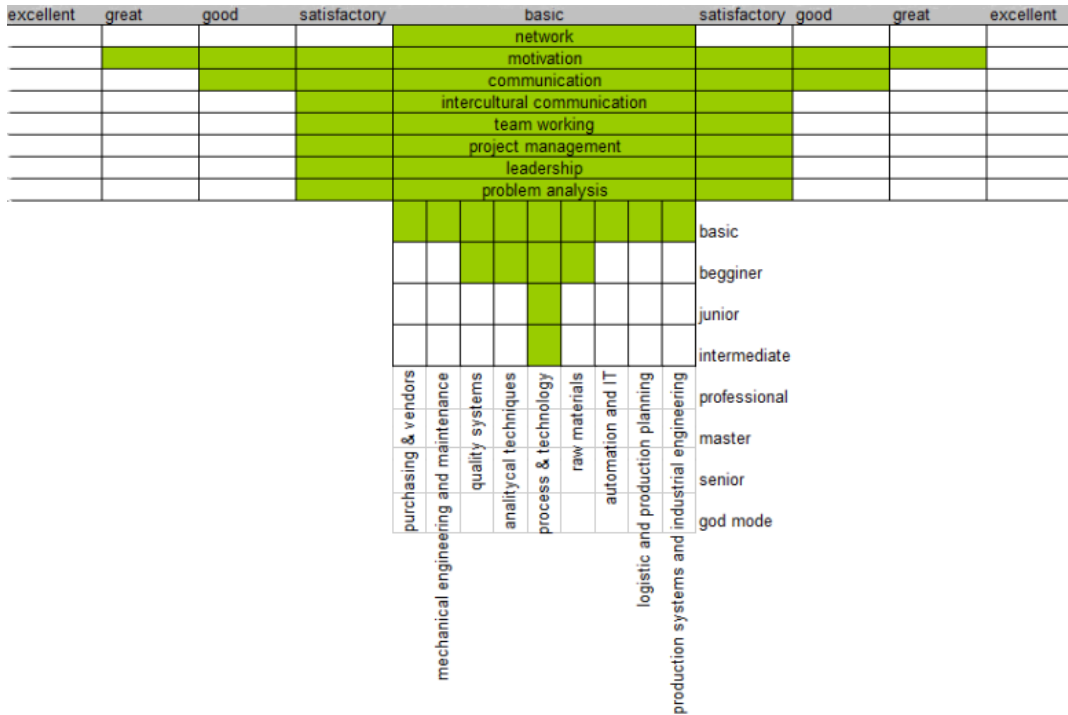 excellent great good satisfactory basic satisfactory good great excellent
network
motivation
communication
intercultural communication
team working
project management
leadership
problem analysis
basic
begginer
junior
intermediate
professional
master
senior
god mode
purchasing & vendors
mechanical engineering and maintenance
quality systems
analitycal techniques
process & technology
raw materials
automation and IT
logistic and production planning
production systems and industrial engineering